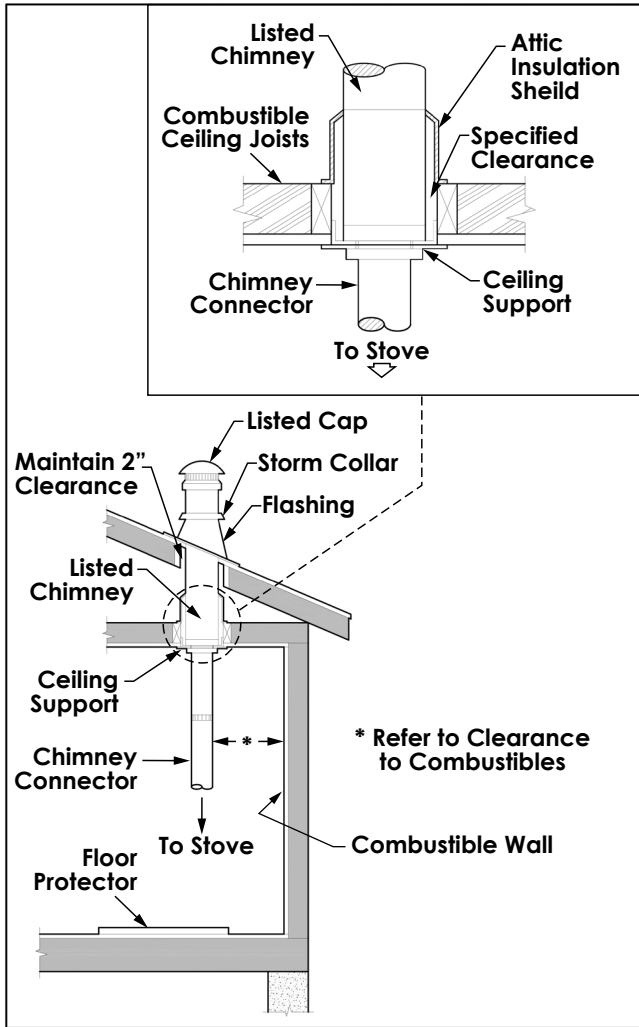 Listed
Chimney
Attic
Insulation
Sheild
Combustible
Ceiling Joists
Specified
Clearance
Chimney
Connector
Ceiling
Support
To Stove
Listed Cap
Maintain 2”
Clearance
Storm Collar
Flashing
Listed
Chimney
Ceiling
Support
*
* Refer to Clearance
to Combustibles
Chimney
Connector
To Stove
Combustible Wall
Floor
Protector